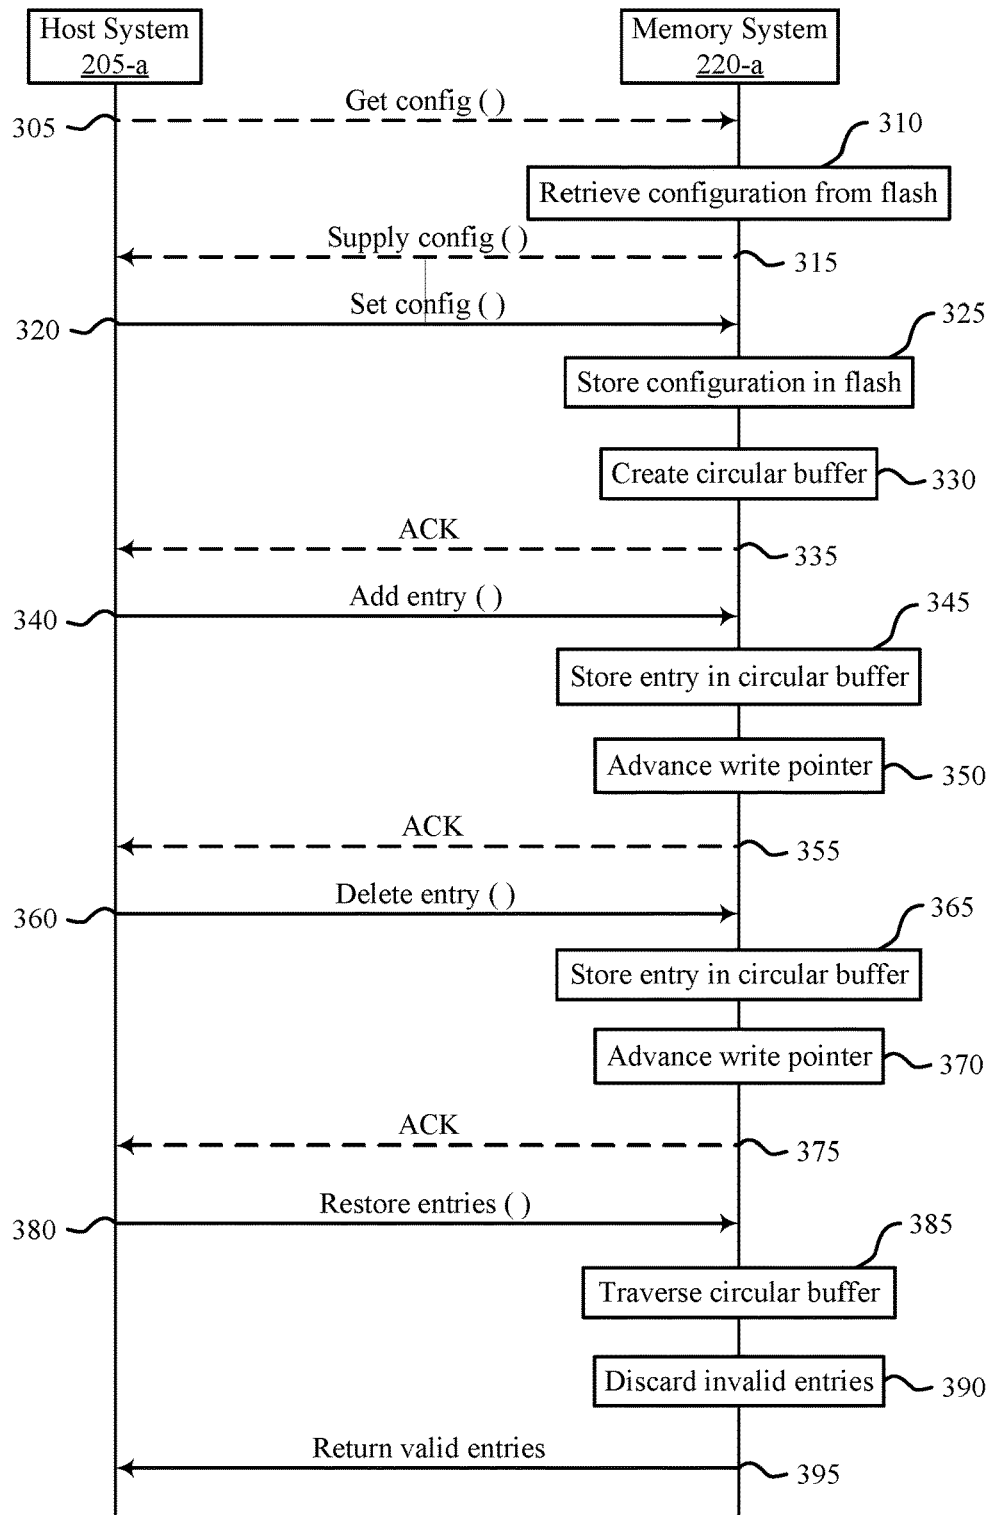 Host System
205-a
Memory System
220-a
Get config ( )
305
310
Retrieve configuration from flash
Supply config ( )
315
Set config ( )
320
325
Store configuration in flash
Create circular buffer
330
ACK
335
Add entry ( )
340
345
Store entry in circular buffer
Advance write pointer
350
ACK
355
Delete entry ( )
360
365
Store entry in circular buffer
Advance write pointer
370
ACK
375
Restore entries ( )
380
385
Traverse circular buffer
Discard invalid entries
390
Return valid entries
395